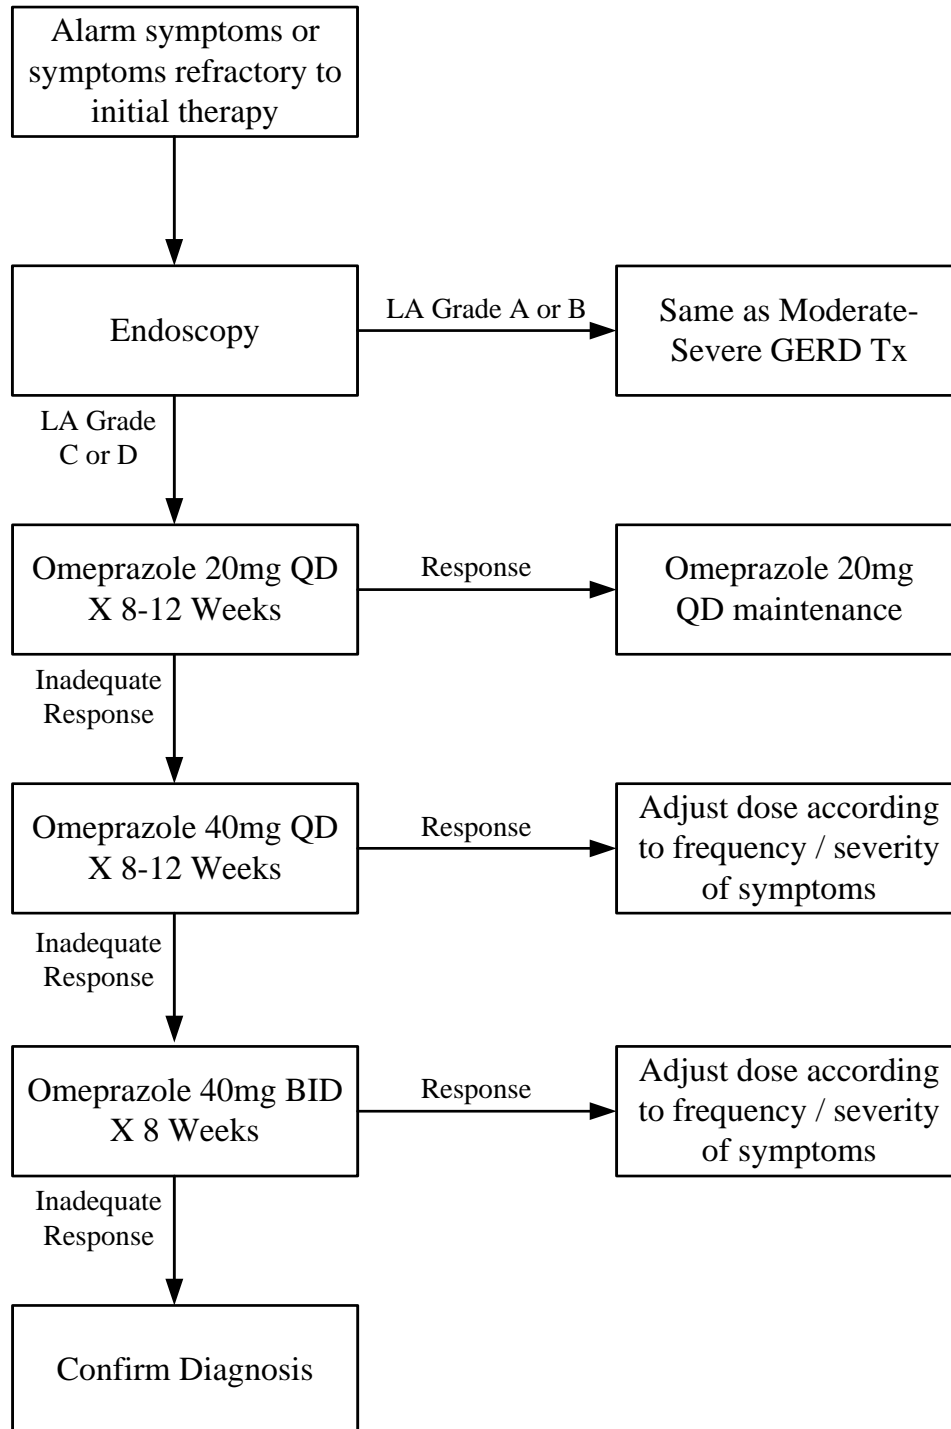 Alarm symptoms or
symptoms refractory to
initial therapy
Endoscopy
LA Grade A or B
Same as Moderate-
Severe GERD Tx
LA Grade
C or D
Omeprazole 20mg QD
X 8-12 Weeks
Response
Omeprazole 20mg
QD maintenance
Inadequate
Response
Omeprazole 40mg QD
X 8-12 Weeks
Response
Adjust dose according
to frequency / severity
of symptoms
Inadequate
Response
Omeprazole 40mg BID
X 8 Weeks
Response
Adjust dose according
to frequency / severity
of symptoms
Inadequate
Response
Confirm Diagnosis